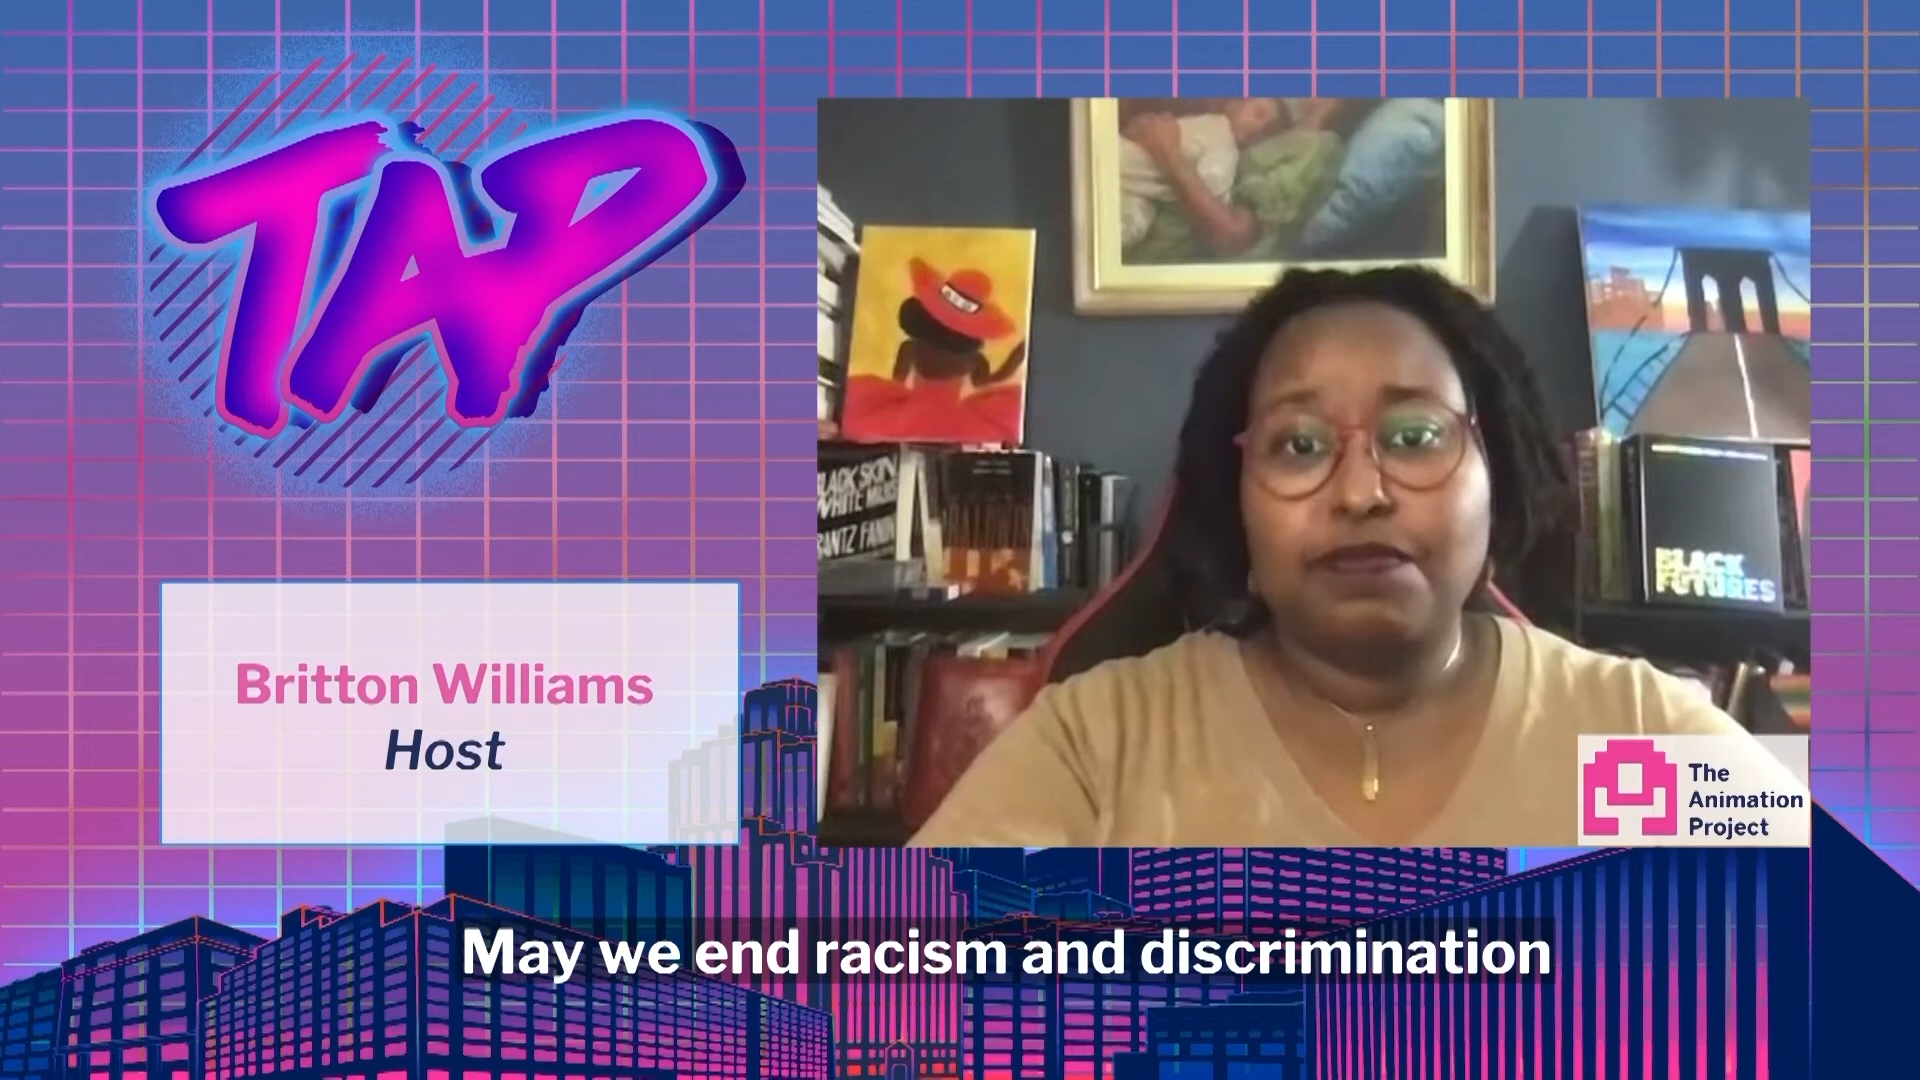 TAP
Britton Williams
Host
BLACK SKIN
WHITE MASKS
FRANTZ FANON
BLACK
FUTURES
The
Animation
Project
May we end racism and discrimination